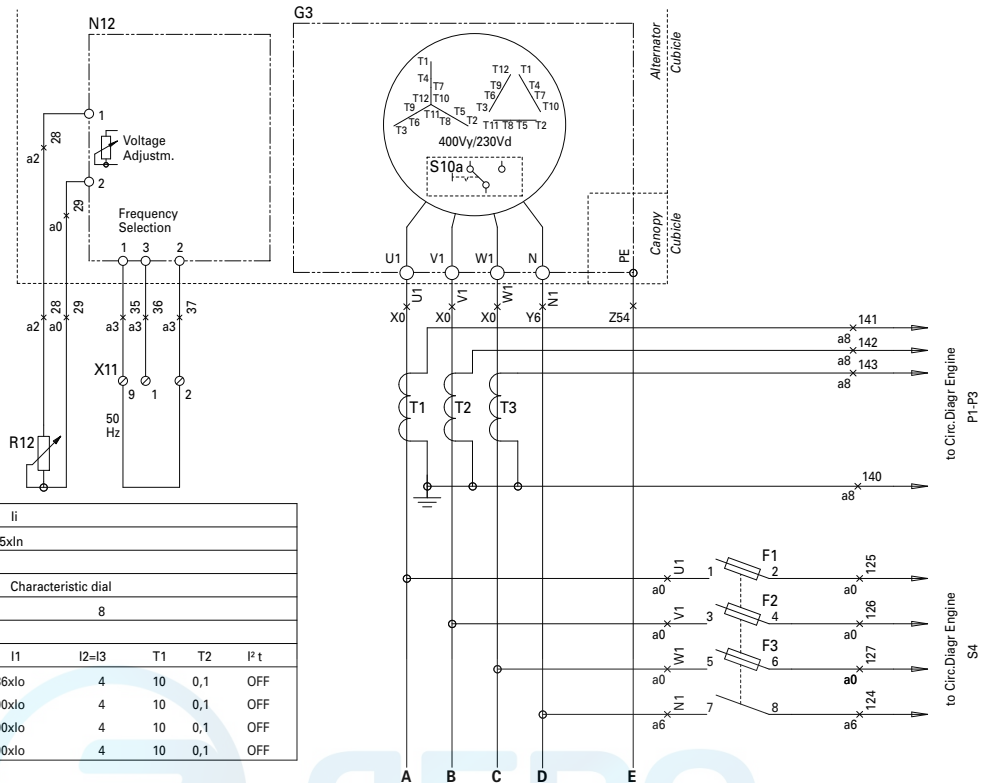 N12
G3
Alternator
Cubicle
T1
T4
T7
T12 T10
T9
T6
T3
T11
T8
T5
T2
T12 T1
T9 T4
T6 T7
T3 T10
T11 T8 T5 T2
400Vy/230Vd
S10a
1
28
a2
Voltage
Adjustm.
2
29
a0
Frequency
Selection
1 3 2
Canopy
Cubicle
U1 V1 W1 N PE
U1 V1 W1 N1
X0 X0 X0 Y6 Z54
28 29
a2 a0
35 36 37
a3 a3 a3
141
a8
142
a8
143
a8
to Circ.Diagr Engine
P1-P3
X11
9 1 2
50
Hz
R12
T1 T2 T3
140
a8
Ii
5xIn
Characteristic dial
8
I1 I2=I3 T1 T2 I² t
6xIo 4 10 0,1 OFF
0xIo 4 10 0,1 OFF
0xIo 4 10 0,1 OFF
0xIo 4 10 0,1 OFF
U1 1 F1 2 125
a0 a0
V1 3 F2 4 126
a0 a0
W1 5 F3 6 127
a0 a0
N1 7 8 124
a6 a6
to Circ.Diagr Engine
S4
A B C D E